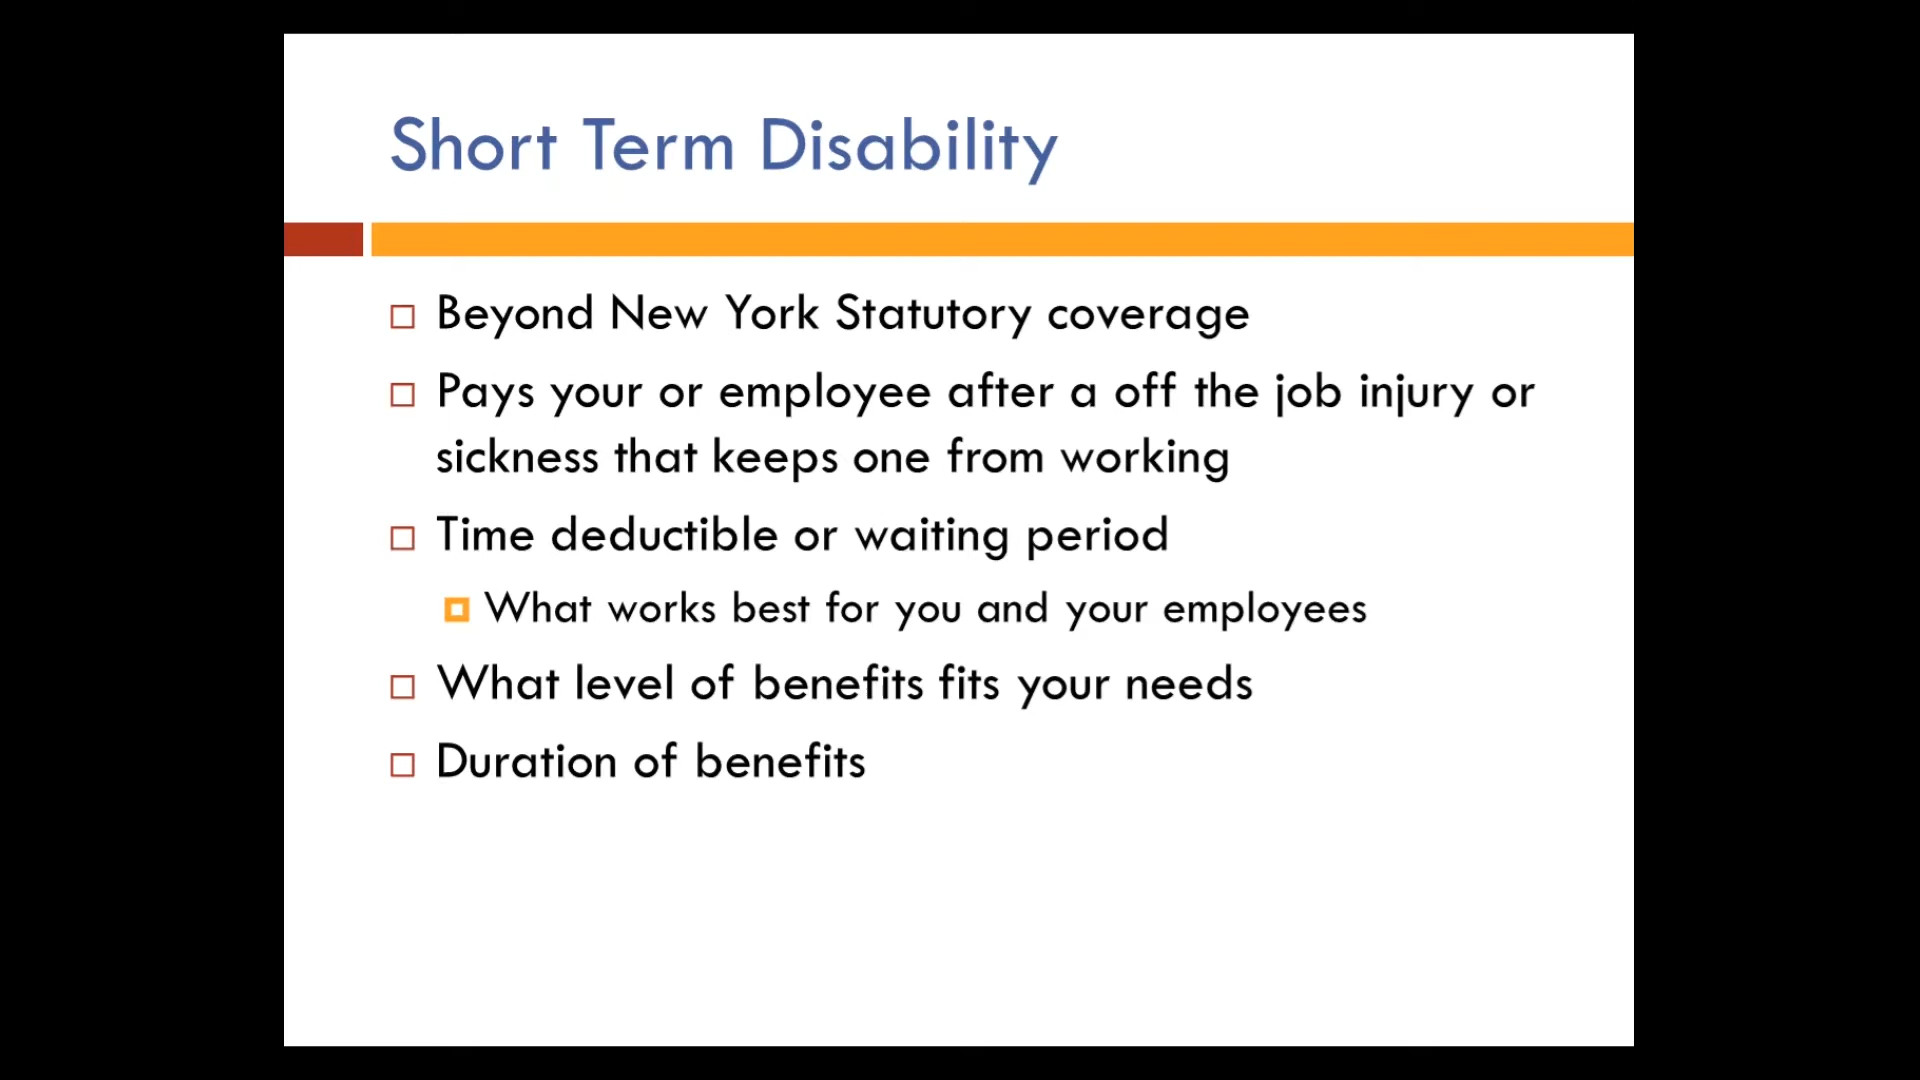 Short Term Disability
Beyond New York Statutory coverage
Pays your or employee after a off the job injury or
sickness that keeps one from working
Time deductible or waiting period
What works best for you and your employees
What level of benefits fits your needs
Duration of benefits